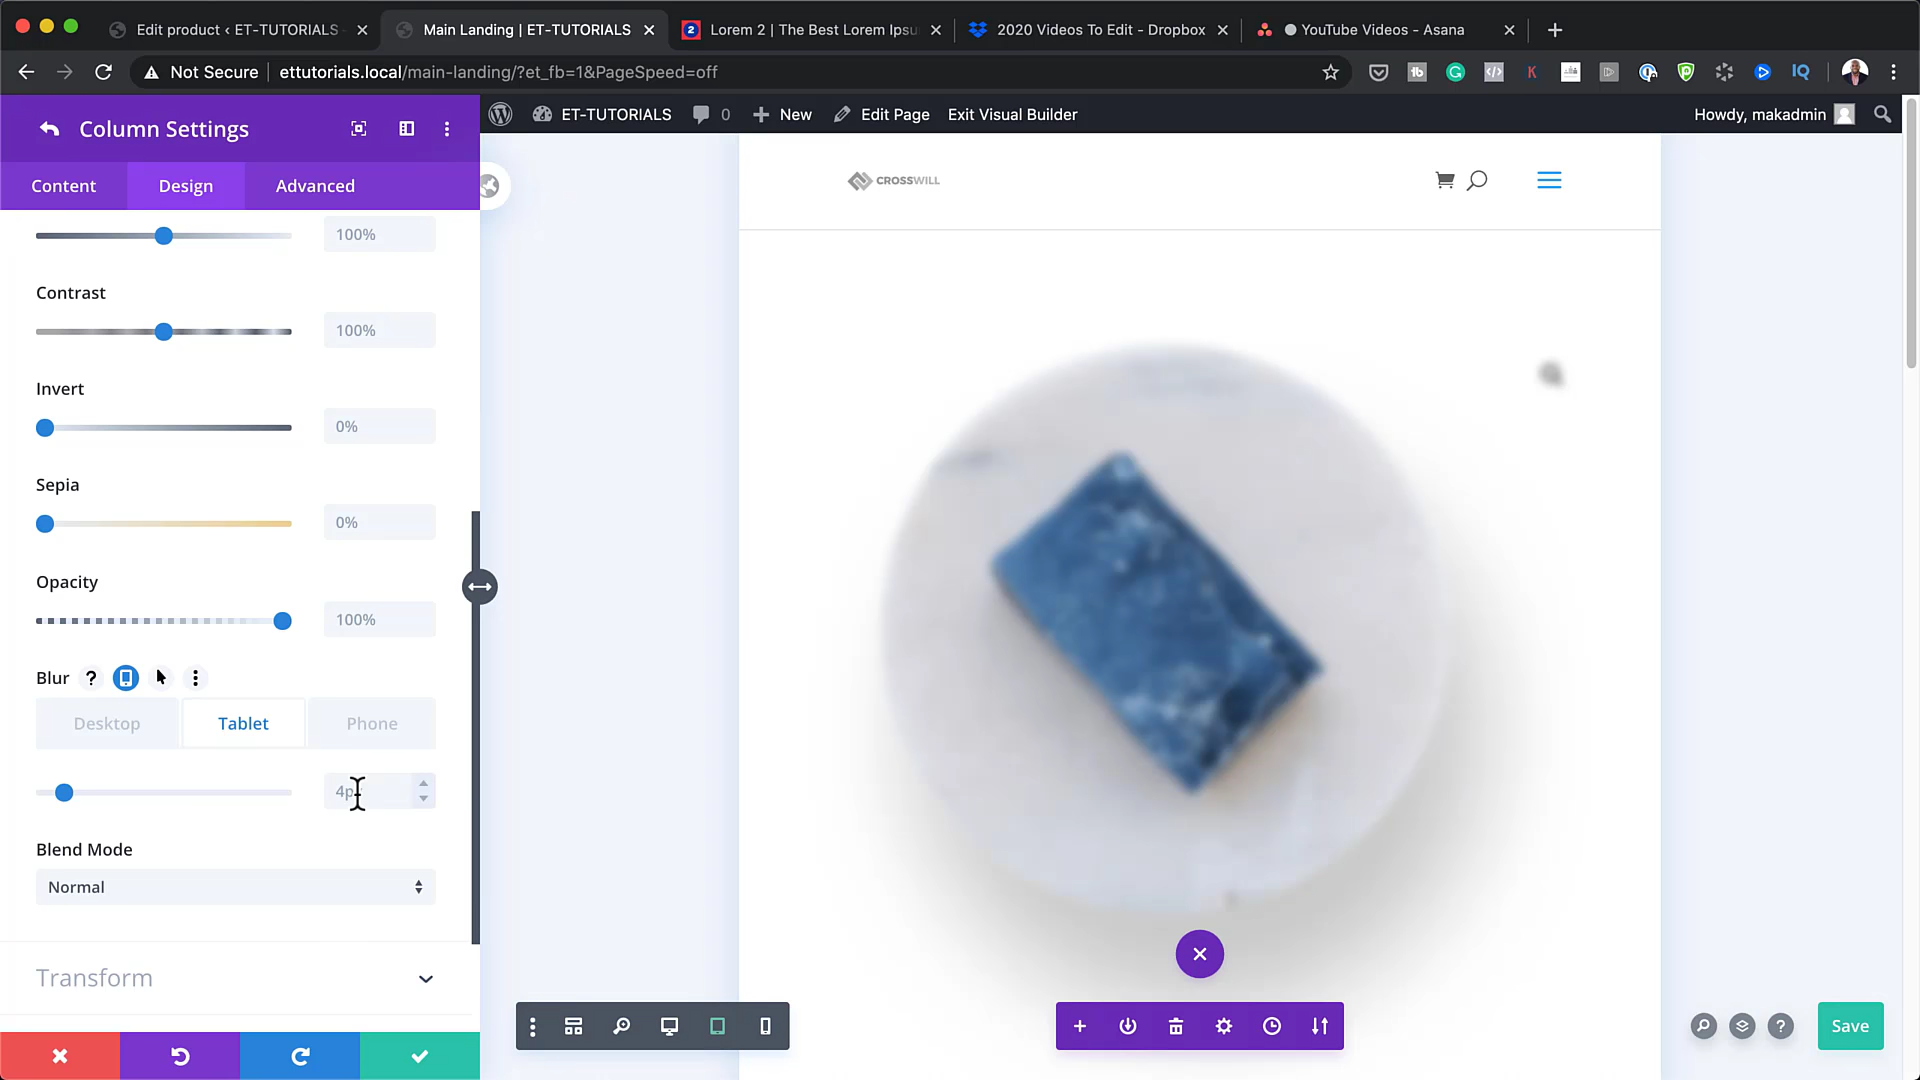 Edit product ‹ ET-TUTORIALS
Main Landing | ET-TUTORIALS
2
Lorem 2 | The Best Lorem Ipsu
2020 Videos To Edit - Dropbox
YouTube Videos - Asana
Not Secure
ettutorials.local/main-landing/?et_fb=1&PageSpeed=off
IQ
Column Settings
Content
Design
Advanced
ET-TUTORIALS
0
New
Edit Page
Exit Visual Builder
Howdy, makadmin
CROSSWILL
100%
Contrast
100%
Invert
0%
Sepia
0%
Opacity
100%
Blur
?
Desktop
Tablet
Phone
Blend Mode
Normal
Transform
?
Save